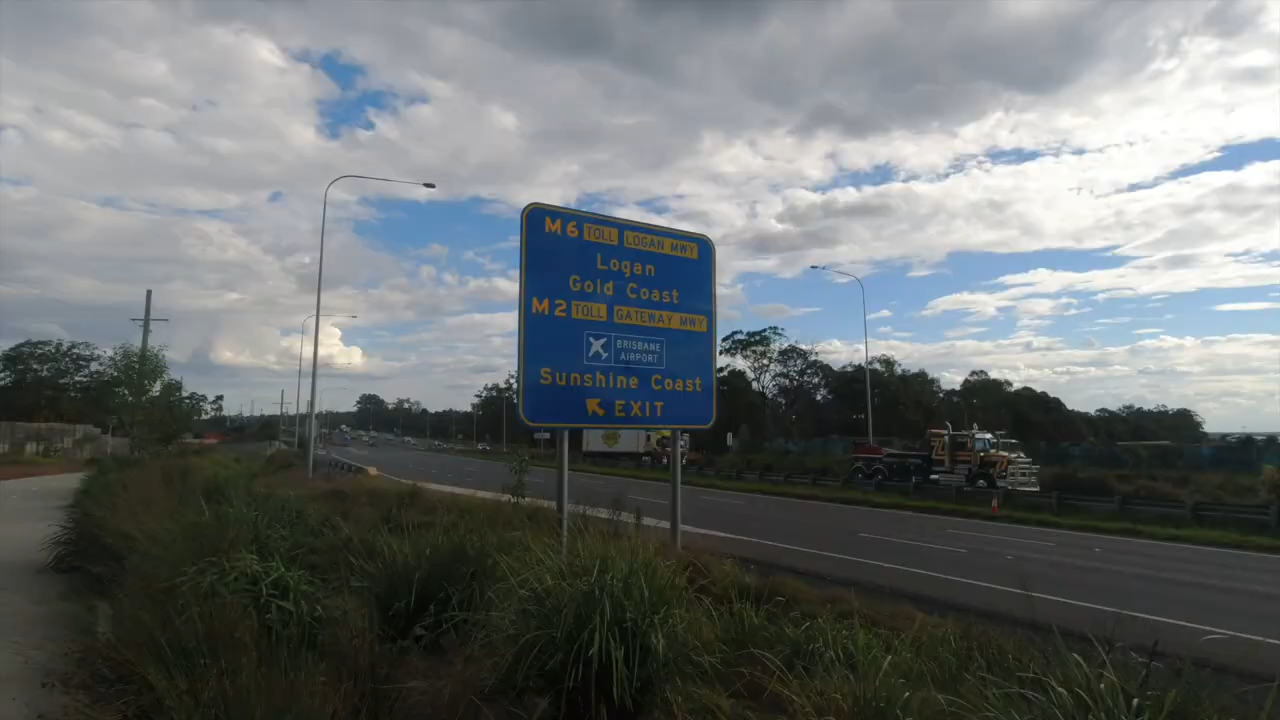 M6 TOLL LOGAN MWY
Logan
Gold Coast
M2 TOLL GATEWAY MWY
BRISBANE
AIRPORT
Sunshine Coast
EXIT